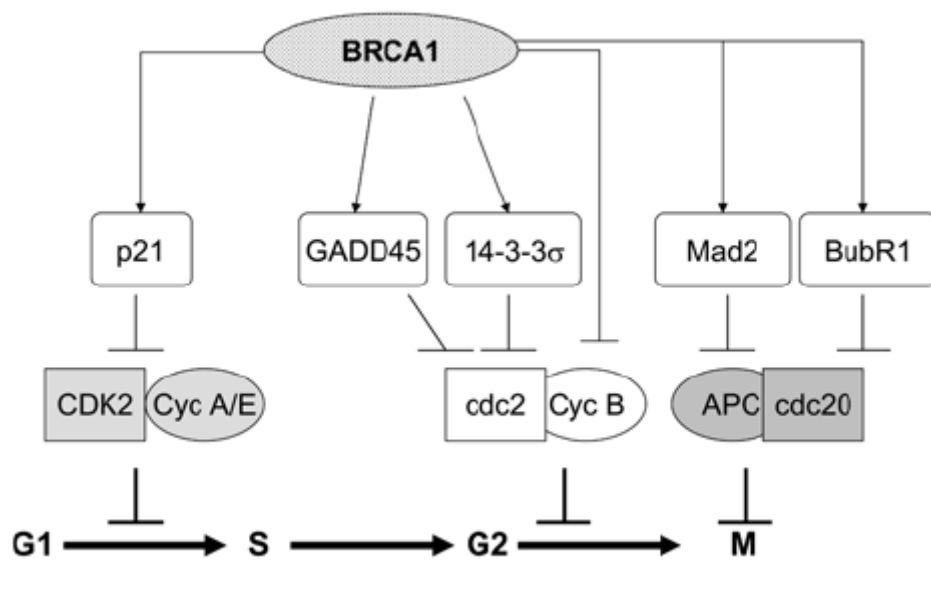 BRCA1
p21
GADD45
14-3-3σ
Mad2
BubR1
CDK2
Cyc A/E
cdc2
Cyc B
APC
cdc20
G1
S
G2
M